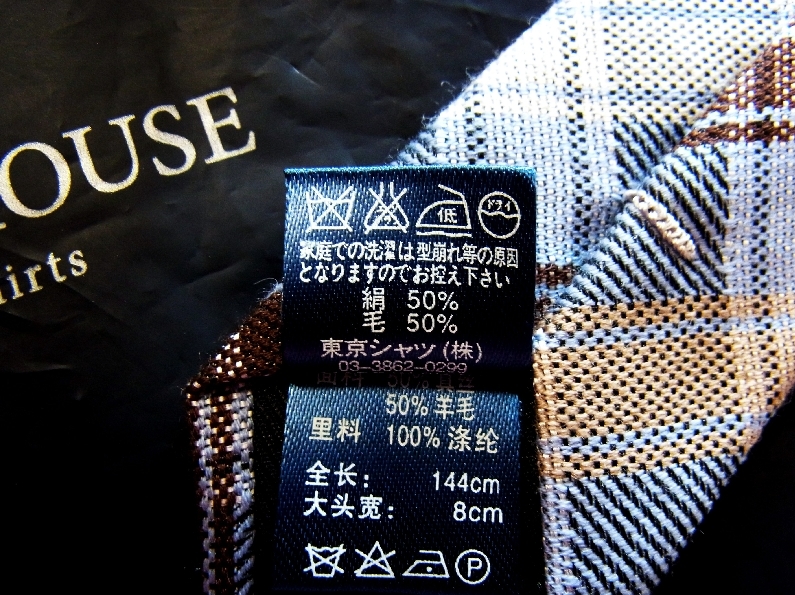 OUSE
irts
低 ドライ
家庭での洗濯は型崩れ等の原因
となりますのでお控え下さい
絹 50%
毛 50%
東京シャツ(株)
03-3862-0299
50% 羊毛
里料 100% 涤纶
全长: 144cm
大头宽: 8cm
P